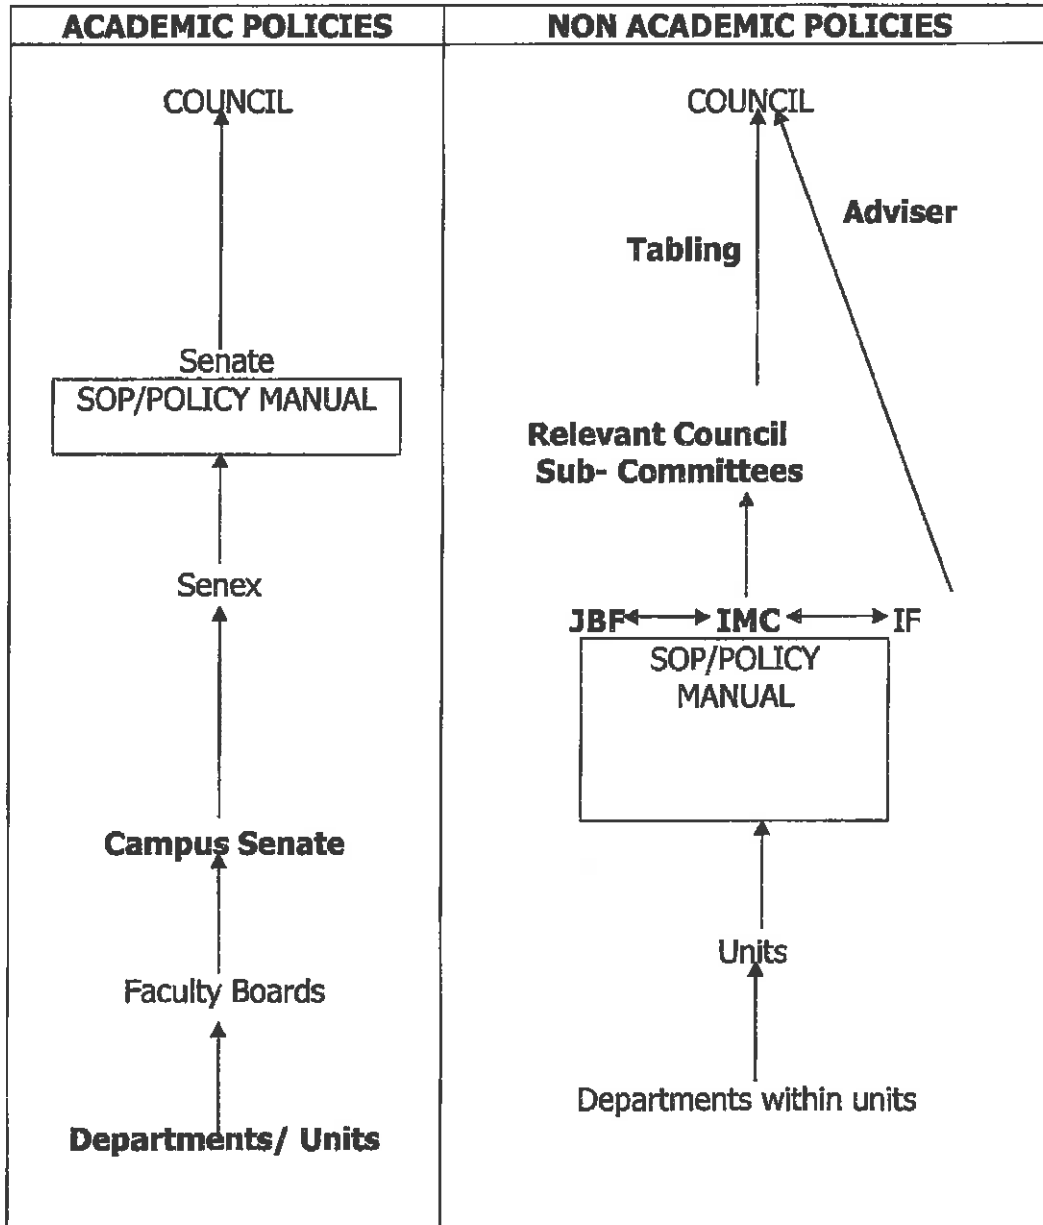 ACADEMIC POLICIES
COUNCIL
Senate
SOP/POLICY MANUAL
Senex
Campus Senate
Faculty Boards
Departments/ Units
NON ACADEMIC POLICIES
COUNCIL
Adviser
Tabling
Relevant Council
Sub- Committees
JBF IMC IF
SOP/POLICY
MANUAL
Units
Departments within units